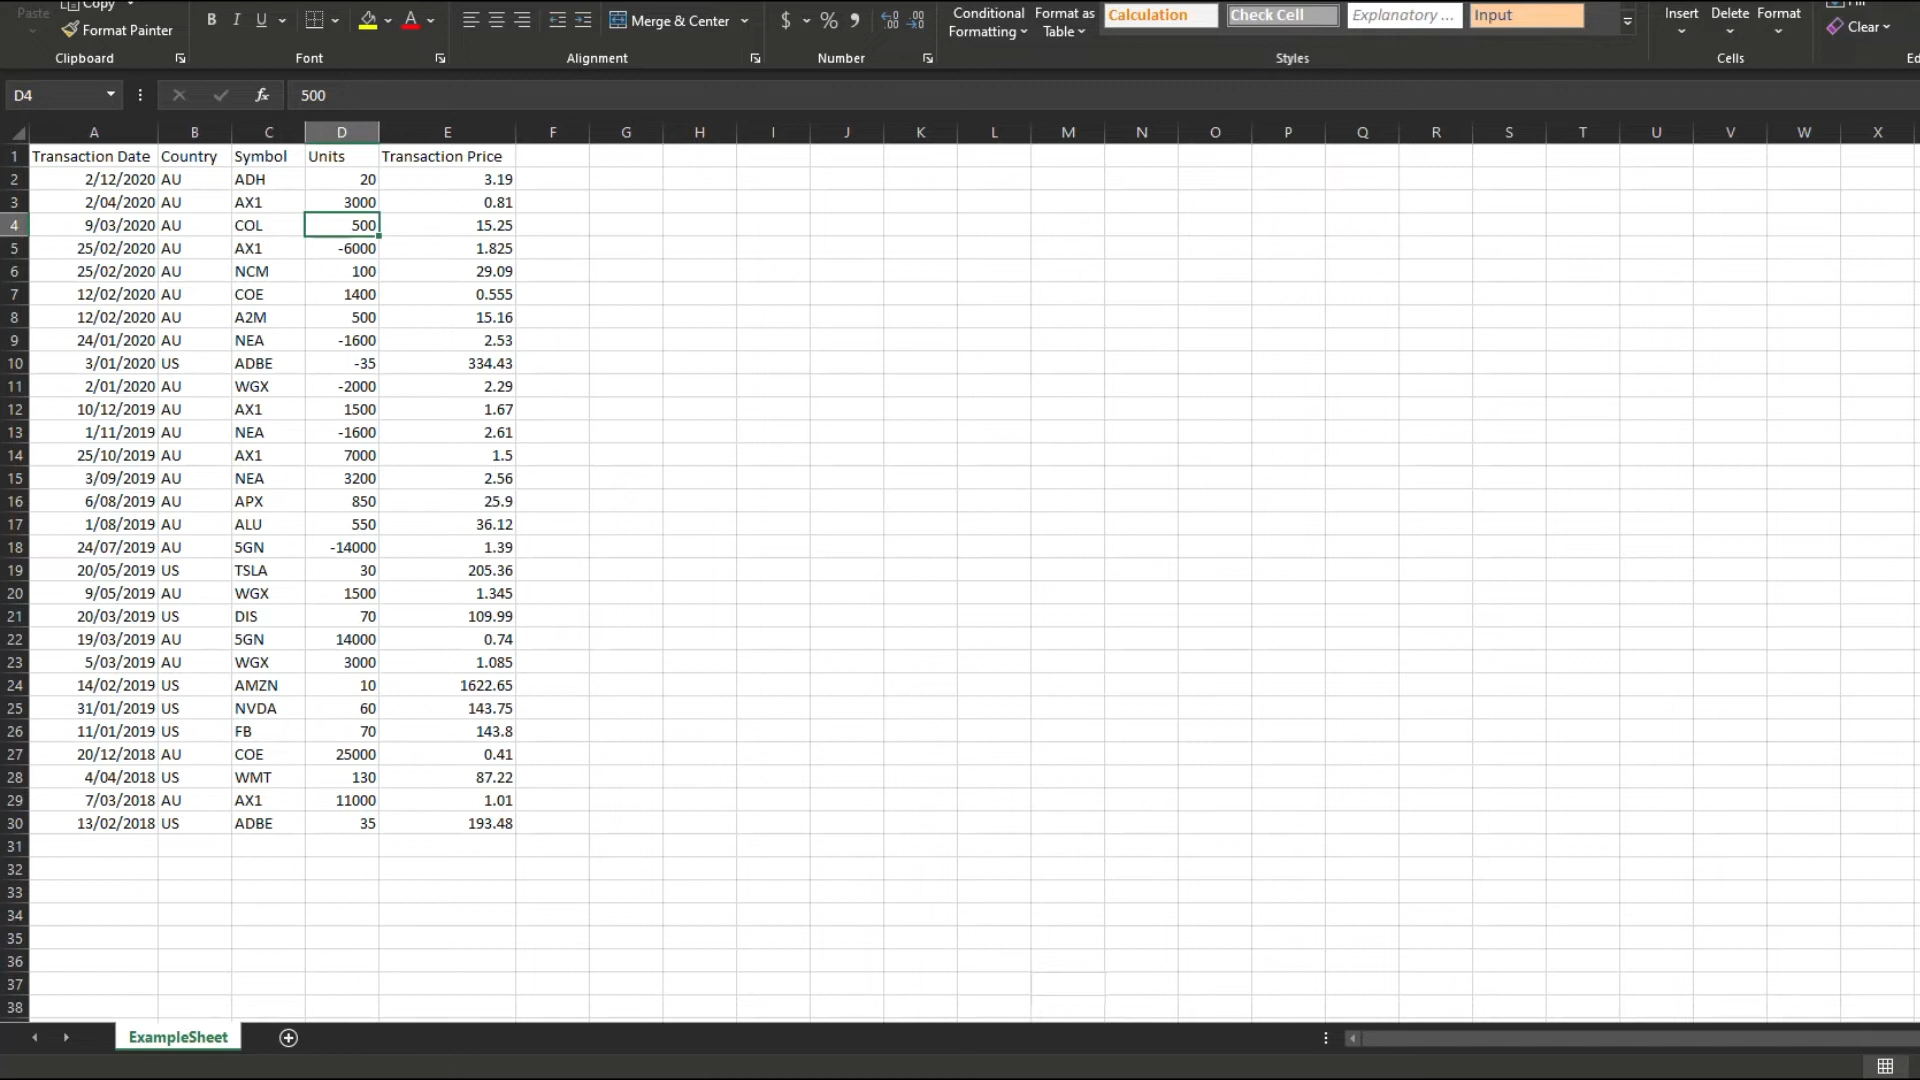 Paste Copy
Format Painter
B I U A Merge & Center $ % 9 Conditional Formatting Format as Table Calculation Check Cell Explanatory ... Input Insert Delete Format Clear
Clipboard Font Alignment Number Styles Cells
D4 fx 500
A B C D E F G H I J K L M N O P Q R S T U V W X
1 Transaction Date Country Symbol Units Transaction Price
2 2/12/2020 AU ADH 20 3.19
3 2/04/2020 AU AX1 3000 0.81
4 9/03/2020 AU COL 500 15.25
5 25/02/2020 AU AX1 -6000 1.825
6 25/02/2020 AU NCM 100 29.09
7 12/02/2020 AU COE 1400 0.555
8 12/02/2020 AU A2M 500 15.16
9 24/01/2020 AU NEA -1600 2.53
10 3/01/2020 US ADBE -35 334.43
11 2/01/2020 AU WGX -2000 2.29
12 10/12/2019 AU AX1 1500 1.67
13 1/11/2019 AU NEA -1600 2.61
14 25/10/2019 AU AX1 7000 1.5
15 3/09/2019 AU NEA 3200 2.56
16 6/08/2019 AU APX 850 25.9
17 1/08/2019 AU ALU 550 36.12
18 24/07/2019 AU 5GN -14000 1.39
19 20/05/2019 US TSLA 30 205.36
20 9/05/2019 AU WGX 1500 1.345
21 20/03/2019 US DIS 70 109.99
22 19/03/2019 AU 5GN 14000 0.74
23 5/03/2019 AU WGX 3000 1.085
24 14/02/2019 US AMZN 10 1622.65
25 31/01/2019 US NVDA 60 143.75
26 11/01/2019 US FB 70 143.8
27 20/12/2018 AU COE 25000 0.41
28 4/04/2018 US WMT 130 87.22
29 7/03/2018 AU AX1 11000 1.01
30 13/02/2018 US ADBE 35 193.48
31
32
33
34
35
36
37
38
ExampleSheet